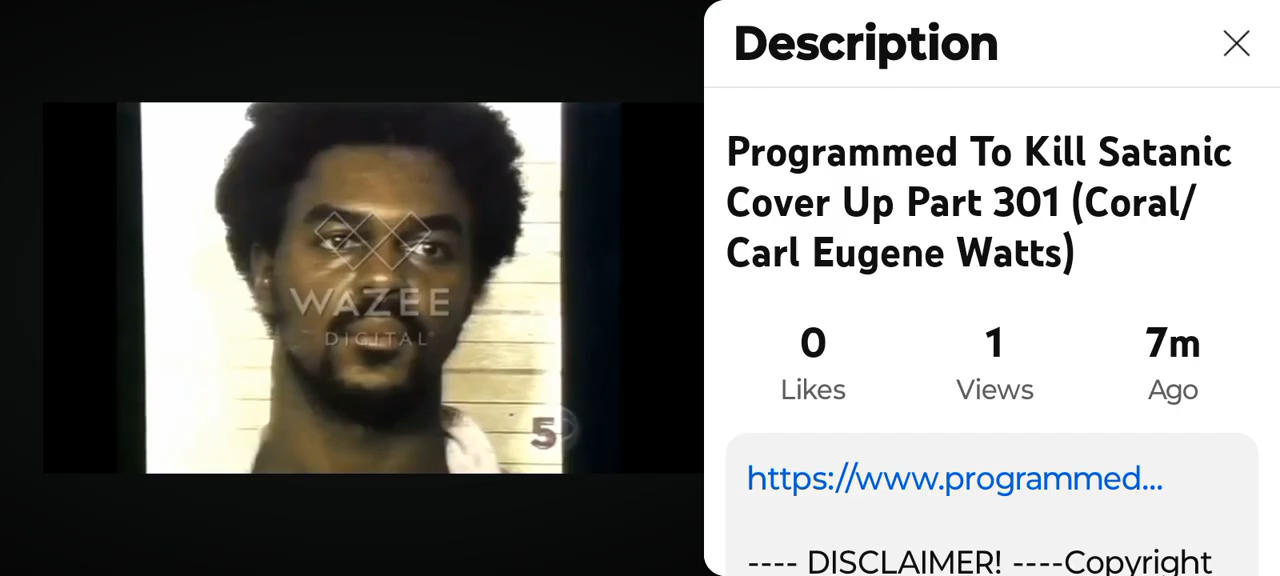 WAZEE
DIGITAL
5
Description
Programmed To Kill Satanic
Cover Up Part 301 (Coral/
Carl Eugene Watts)
0 1 7m
Likes Views Ago
https://www.programmed...
---- DISCLAIMER! ----Copyright